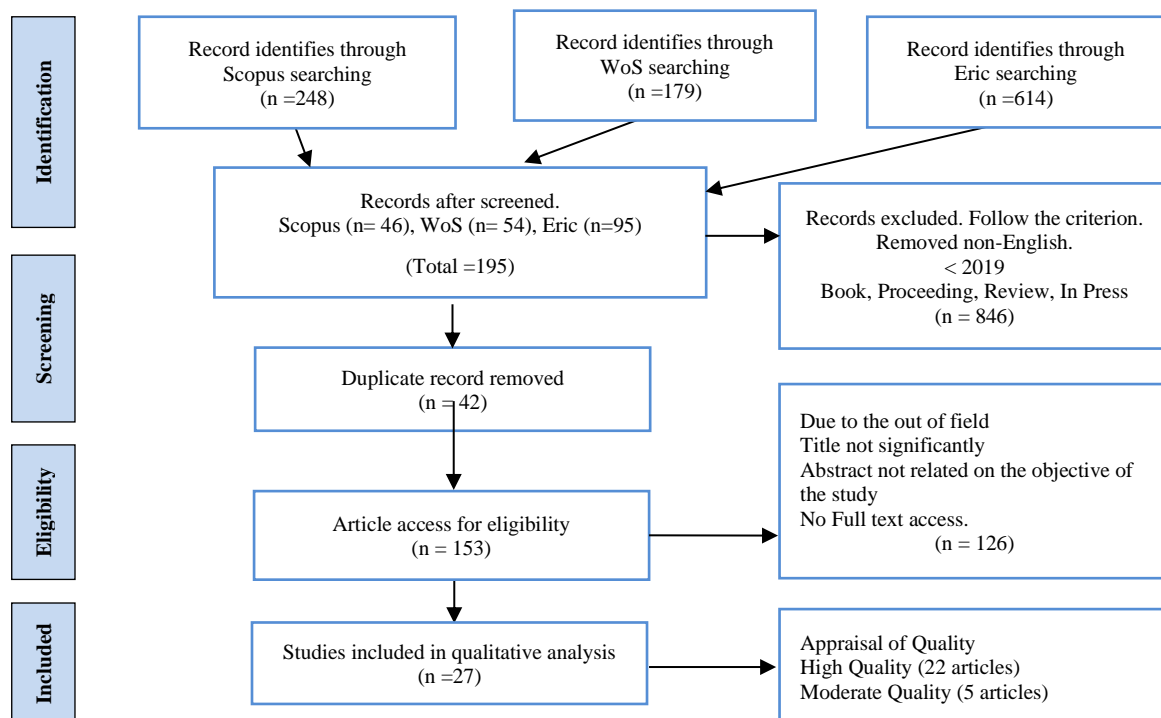 Identification
Record identifies through
Scopus searching
(n =248)
Record identifies through
WoS searching
(n =179)
Record identifies through
Eric searching
(n =614)
Records after screened.
Scopus (n= 46), WoS (n= 54), Eric (n=95)
(Total =195)
Records excluded. Follow the criterion.
Removed non-English.
< 2019
Book, Proceeding, Review, In Press
(n = 846)
Screening
Duplicate record removed
(n = 42)
Eligibility
Article access for eligibility
(n = 153)
Due to the out of field
Title not significantly
Abstract not related on the objective of
the study
No Full text access.
(n = 126)
Included
Studies included in qualitative analysis
(n =27)
Appraisal of Quality
High Quality (22 articles)
Moderate Quality (5 articles)